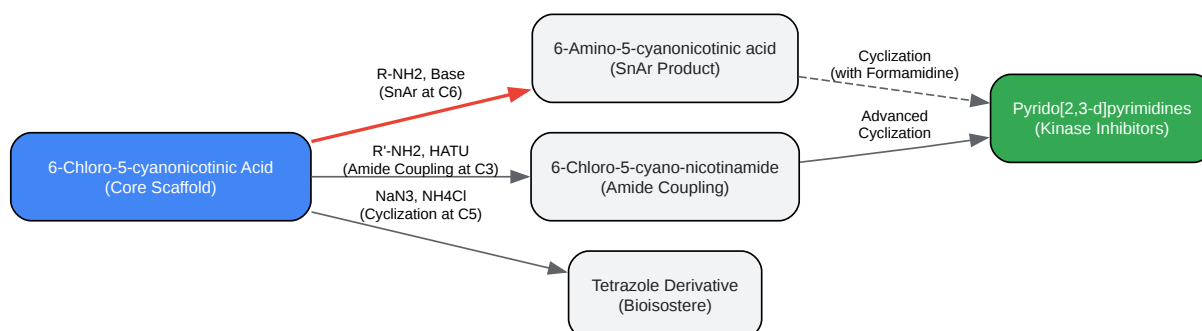 6-Chloro-5-cyanonicotinic Acid
(Core Scaffold)
R-NH2, Base
(SnAr at C6)
R'-NH2, HATU
(Amide Coupling at C3)
NaN3, NH4Cl
(Cyclization at C5)
6-Amino-5-cyanonicotinic acid
(SnAr Product)
6-Chloro-5-cyano-nicotinamide
(Amide Coupling)
Tetrazole Derivative
(Bioisostere)
Cyclization
(with Formamidine)
Advanced
Cyclization
Pyrido[2,3-d]pyrimidines
(Kinase Inhibitors)